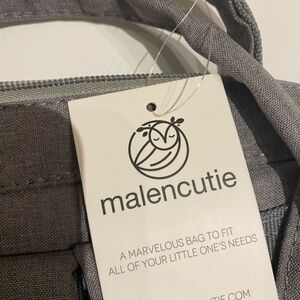 malencutie
A MARVELOUS BAG TO FIT
ALL OF YOUR LITTLE ONE'S NEEDS